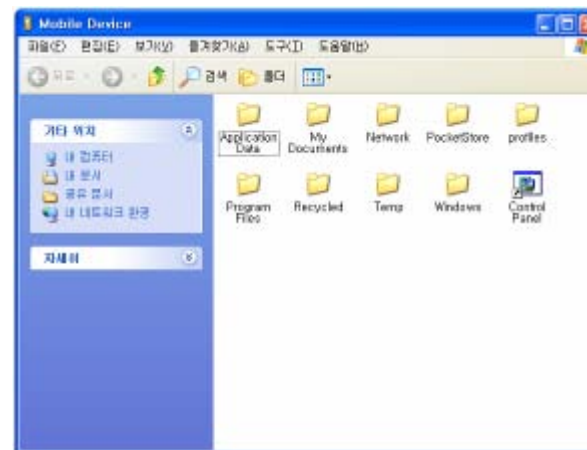 Mobile Device
파일(F) 편집(E) 보기(V) 즐겨찾기(A) 도구(T) 도움말(H)
뒤로 검색 폴더
기타 위치
내 컴퓨터
내 문서
공유 문서
내 네트워크 환경
자세히
Application Data
My Documents
Network
PocketStore
profiles
Program Files
Recycled
Temp
Windows
Control Panel